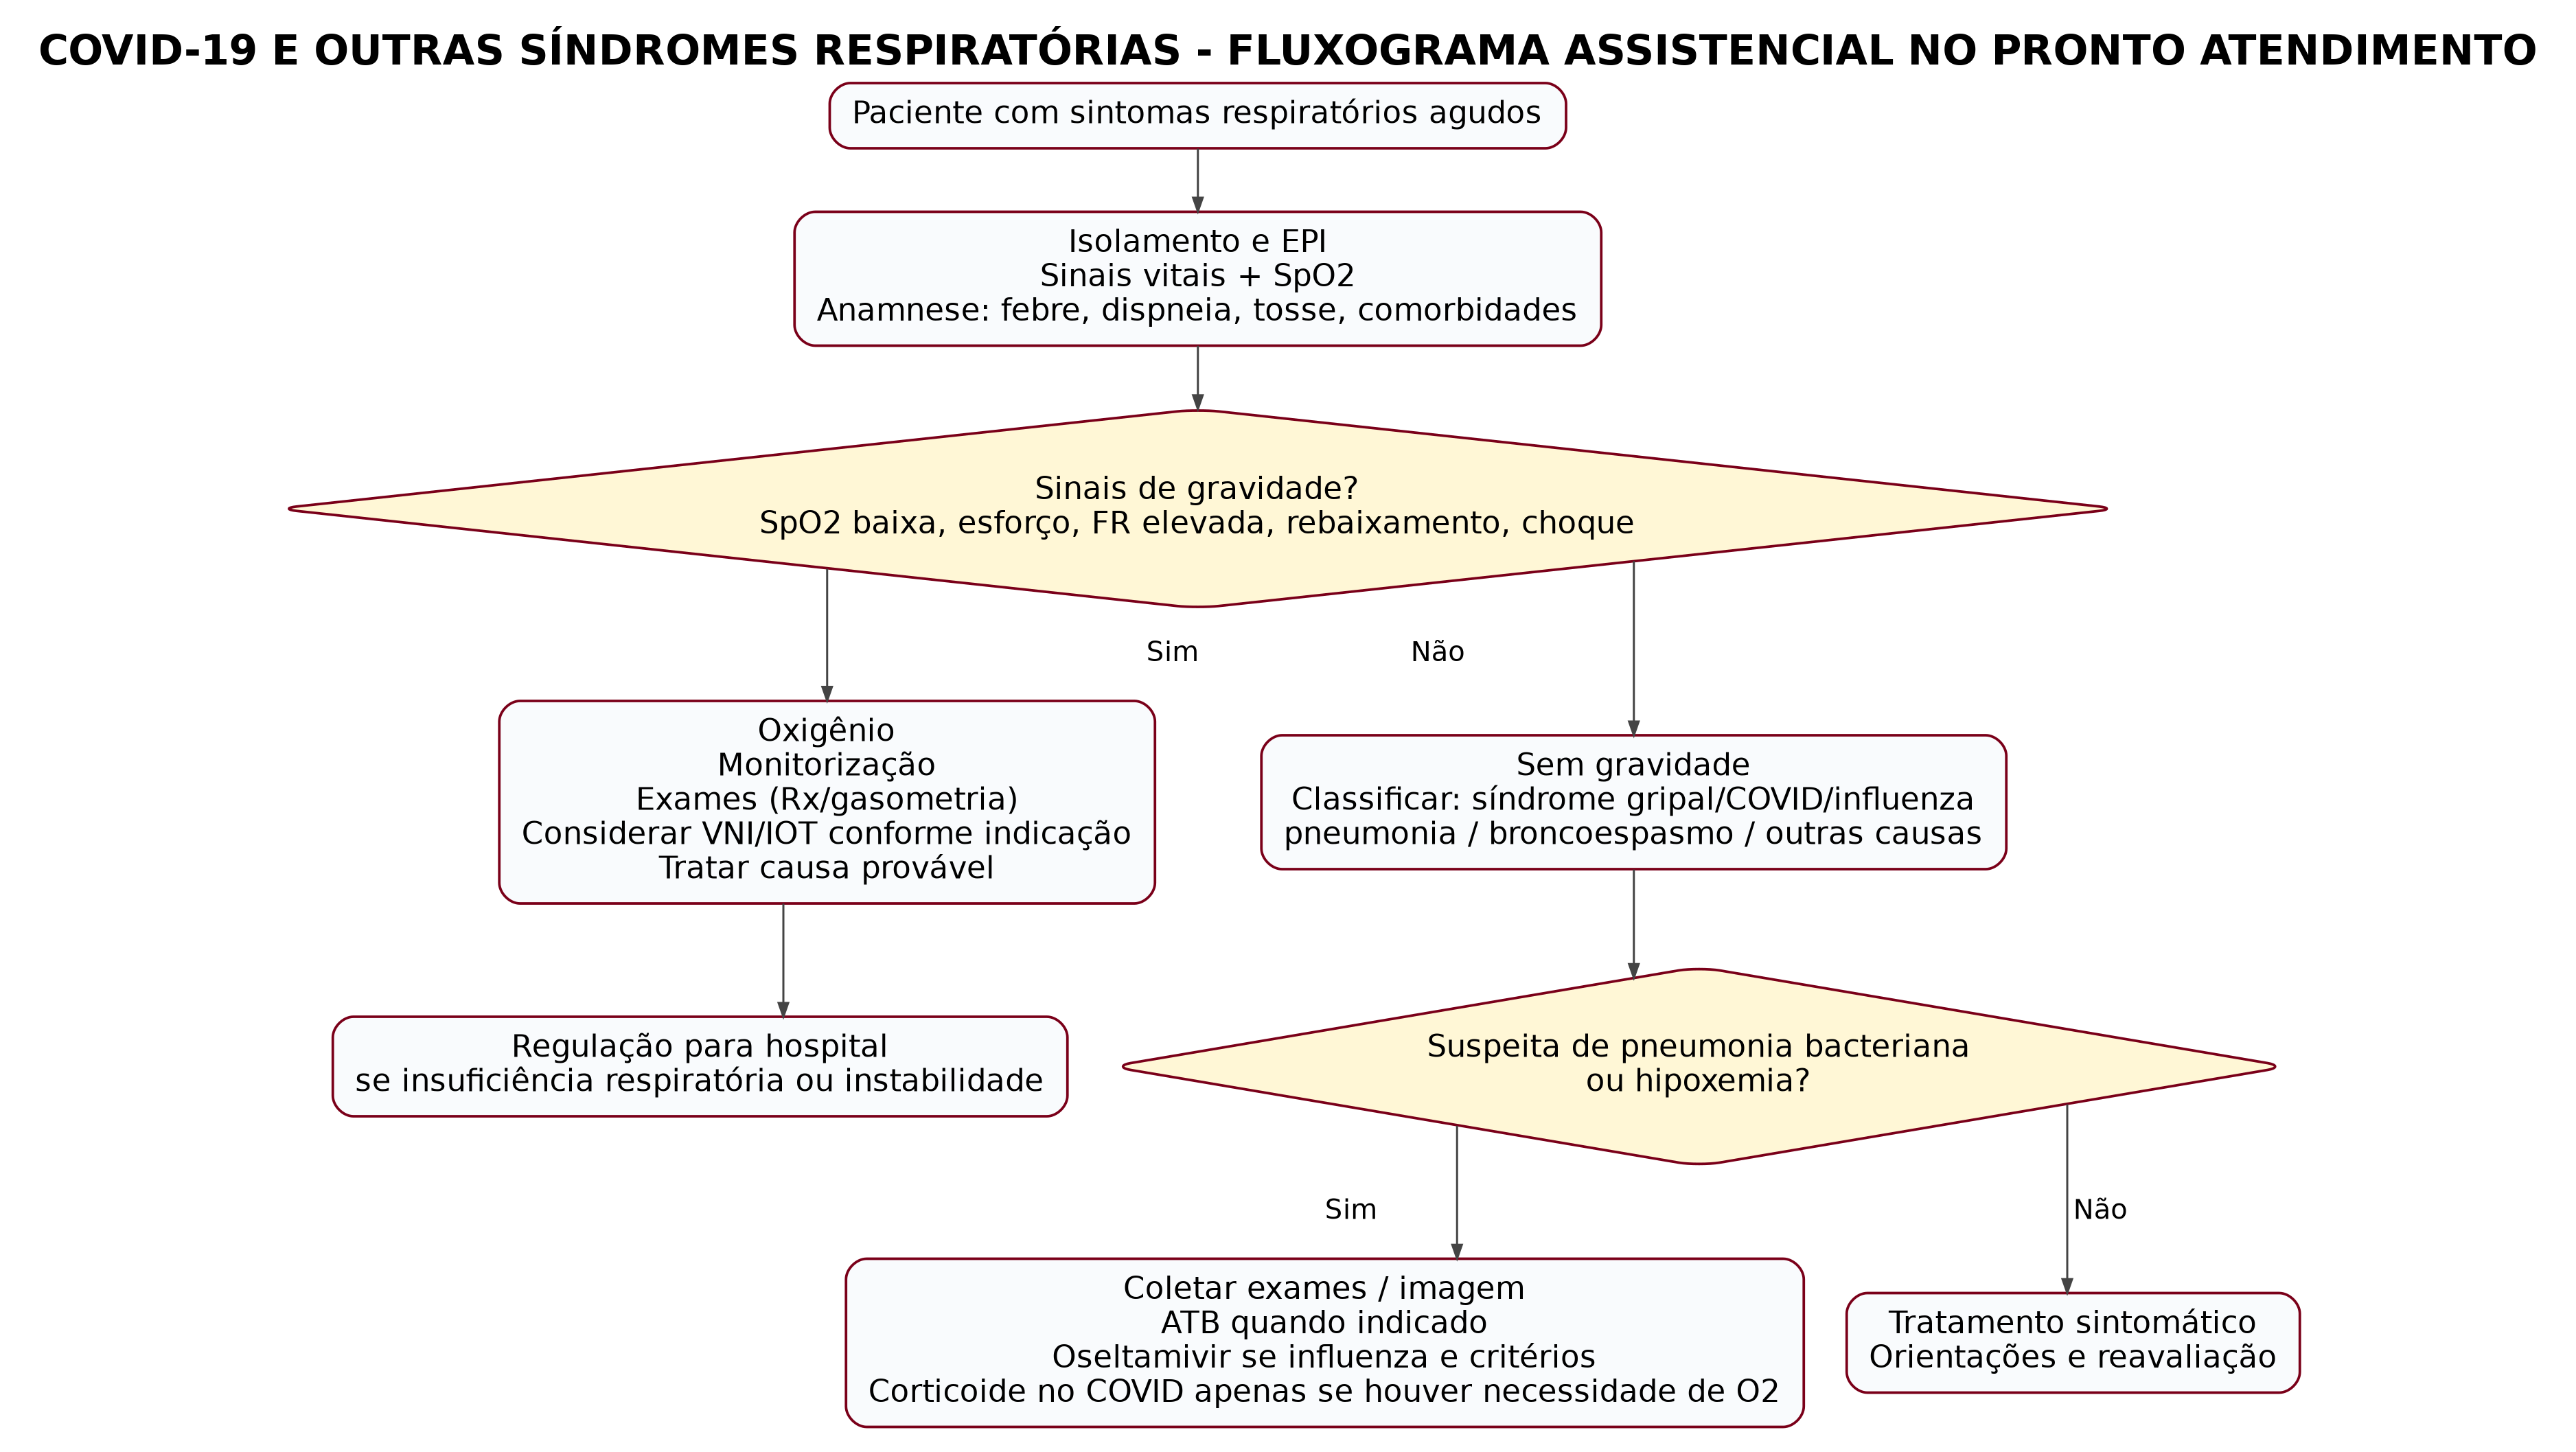 COVID-19 E OUTRAS SÍNDROMES RESPIRATÓRIAS - FLUXOGRAMA ASSISTENCIAL NO PRONTO ATENDIMENTO
Paciente com sintomas respiratórios agudos
Isolamento e EPI
Sinais vitais + SpO2
Anamnese: febre, dispneia, tosse, comorbidades
Sinais de gravidade?
SpO2 baixa, esforço, FR elevada, rebaixamento, choque
Sim
Não
Oxigênio
Monitorização
Exames (Rx/gasometria)
Considerar VNI/IOT conforme indicação
Tratar causa provável
Sem gravidade
Classificar: síndrome gripal/COVID/influenza
pneumonia / broncoespasmo / outras causas
Regulação para hospital
se insuficiência respiratória ou instabilidade
Suspeita de pneumonia bacteriana
ou hipoxemia?
Sim
Não
Coletar exames / imagem
ATB quando indicado
Oseltamivir se influenza e critérios
Corticoide no COVID apenas se houver necessidade de O2
Tratamento sintomático
Orientações e reavaliação